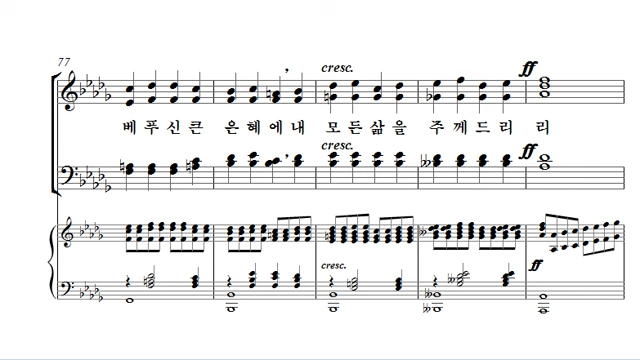 77
cresc.
ff
베 푸 신 큰 은 혜 에 내 모 든 삶 을 주 께 드 리 리
cresc.
ff
cresc.
ff